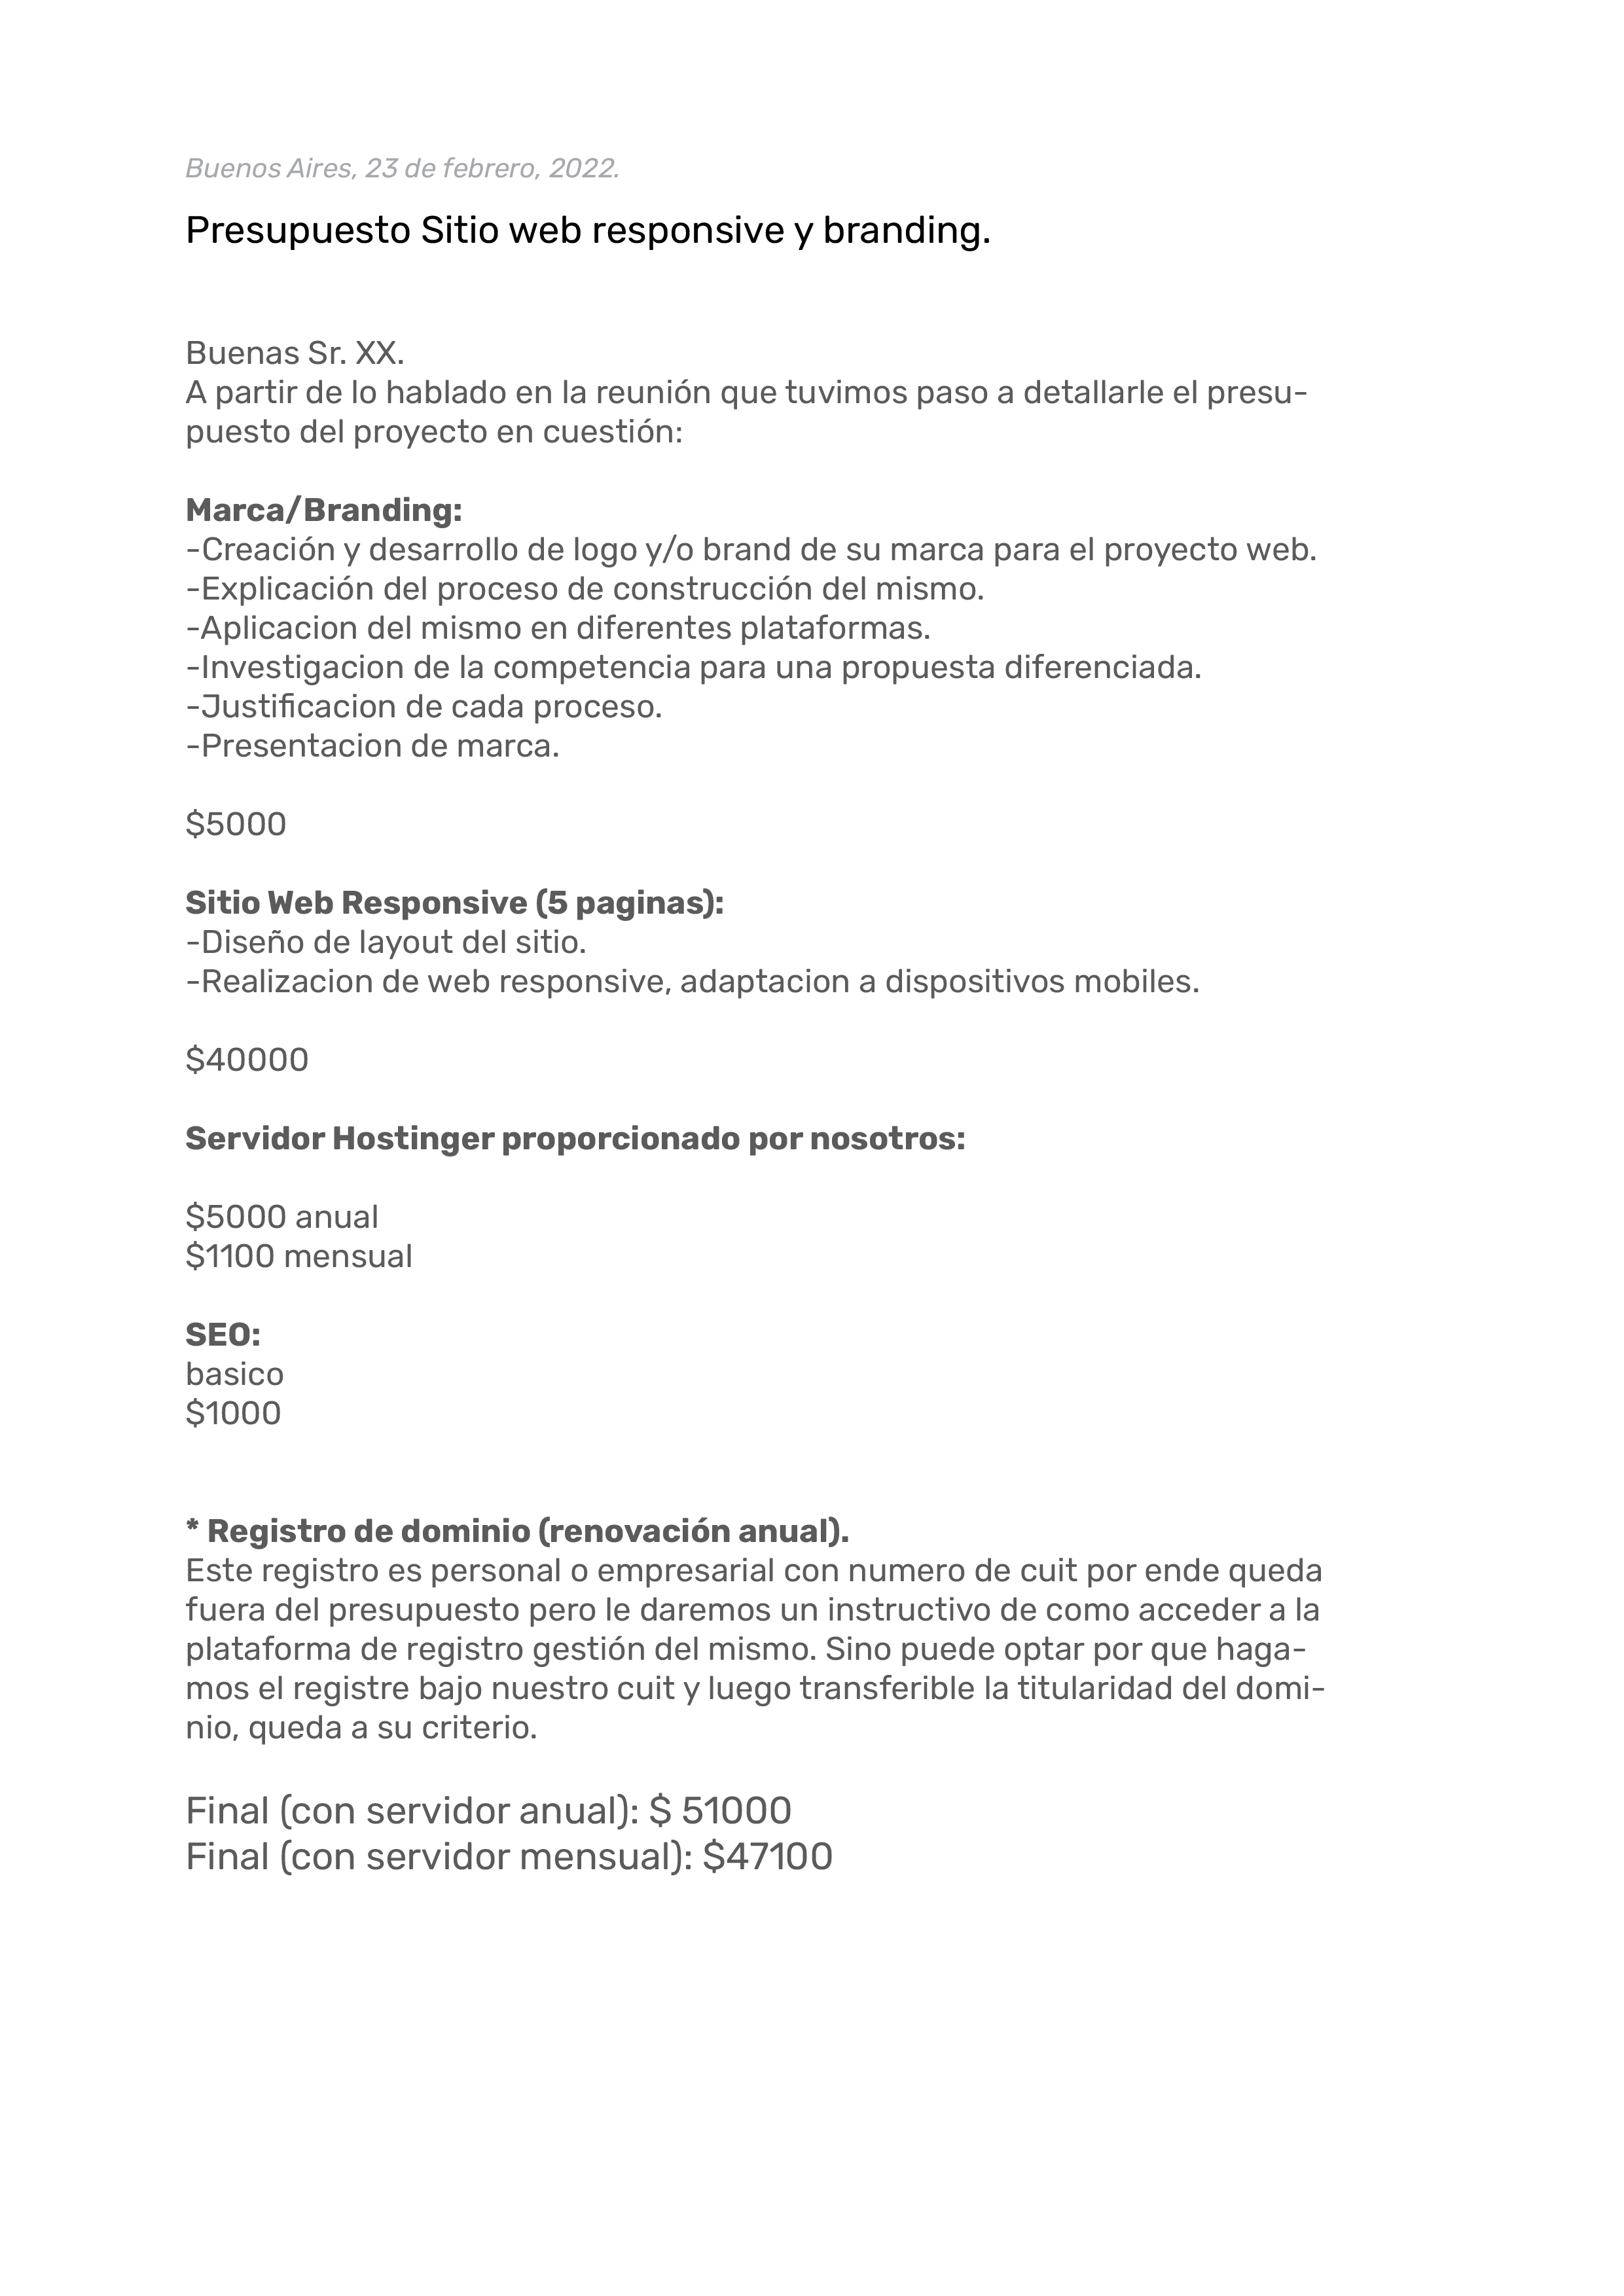 Buenos Aires, 23 de febrero, 2022.
Presupuesto Sitio web responsive y branding.
Buenas Sr. XX.
A partir de lo hablado en la reunión que tuvimos paso a detallarle el presu-
puesto del proyecto en cuestión:
Marca/Branding:
-Creación y desarrollo de logo y/o brand de su marca para el proyecto web.
-Explicación del proceso de construcción del mismo.
-Aplicacion del mismo en diferentes plataformas.
-Investigacion de la competencia para una propuesta diferenciada.
-Justificacion de cada proceso.
-Presentacion de marca.
$5000
Sitio Web Responsive (5 paginas):
-Diseño de layout del sitio.
-Realizacion de web responsive, adaptacion a dispositivos mobiles.
$40000
Servidor Hostinger proporcionado por nosotros:
$5000 anual
$1100 mensual
SEO:
basico
$1000
* Registro de dominio (renovación anual).
Este registro es personal o empresarial con numero de cuit por ende queda
fuera del presupuesto pero le daremos un instructivo de como acceder a la
plataforma de registro gestión del mismo. Sino puede optar por que haga-
mos el registre bajo nuestro cuit y luego transferible la titularidad del domi-
nio, queda a su criterio.
Final (con servidor anual): $ 51000
Final (con servidor mensual): $47100